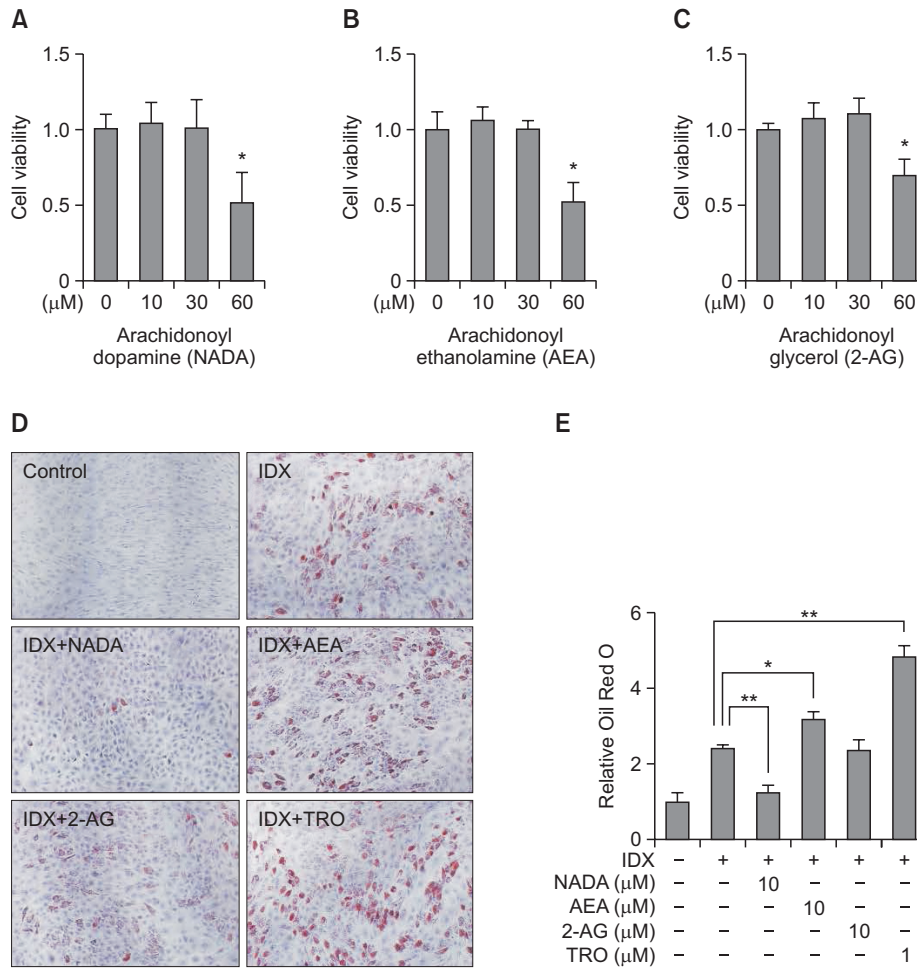 A
1.5
1.0
0.5
0
Cell viability
*
(μM) 0 10 30 60
Arachidonoyl
dopamine (NADA)
B
1.5
1.0
0.5
0
Cell viability
*
(μM) 0 10 30 60
Arachidonoyl
ethanolamine (AEA)
C
1.5
1.0
0.5
0
Cell viability
*
(μM) 0 10 30 60
Arachidonoyl
glycerol (2-AG)
D
Control
IDX
IDX+NADA
IDX+AEA
IDX+2-AG
IDX+TRO
E
6
4
2
0
Relative Oil Red O
**
*
**
IDX − + + + + +
NADA (μM) − − 10 − − −
AEA (μM) − − − 10 − −
2-AG (μM) − − − − 10 −
TRO (μM) − − − − − 1